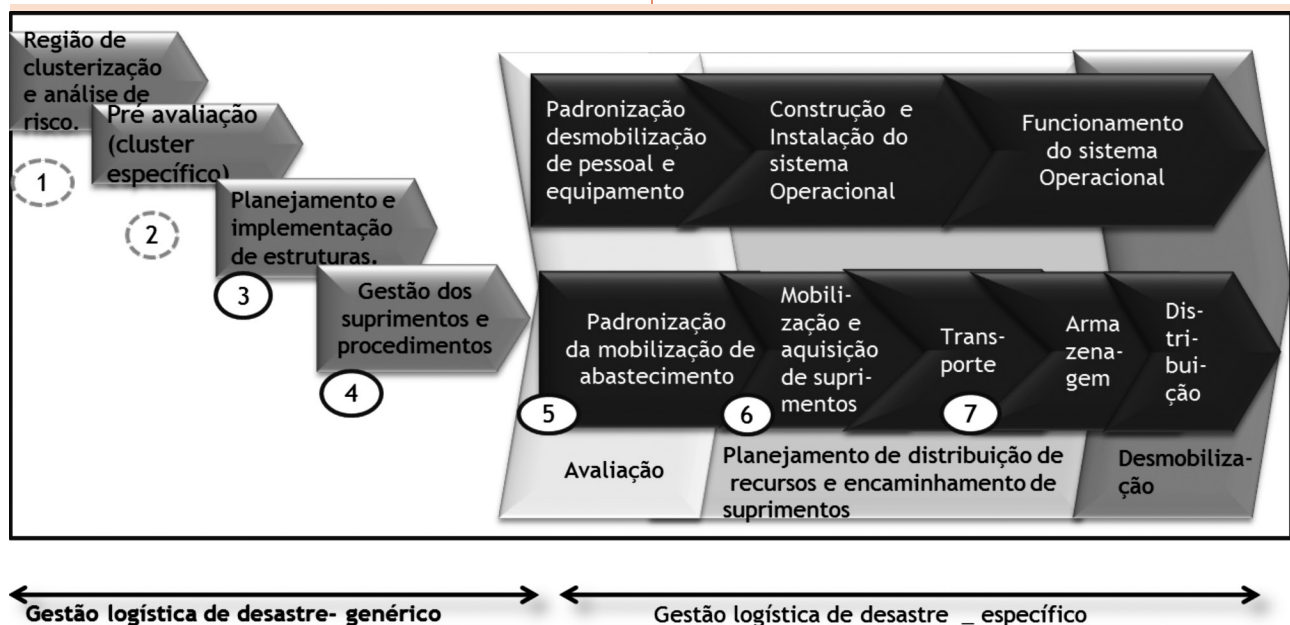 Região de
clusterização
e análise de
risco.
1
Pré avaliação
(cluster
específico)
2
Planejamento e
implementação
de estruturas.
3
Gestão dos
suprimentos e
procedimentos
4
Padronização
desmobilização
de pessoal e
equipamento
Construção e
Instalação do
sistema
Operacional
Funcionamento
do sistema
Operacional
Padronização
da mobilização de
abastecimento
5
Mobili-
zação e
aquisição
de supri-
mentos
6
Trans-
porte
7
Arma
zena-
gem
Dis-
tri-
bui-
ção
Avaliação
Planejamento de distribuição de
recursos e encaminhamento de
suprimentos
Desmobiliza-
ção
Gestão logística de desastre- genérico
Gestão logística de desastre _ específico